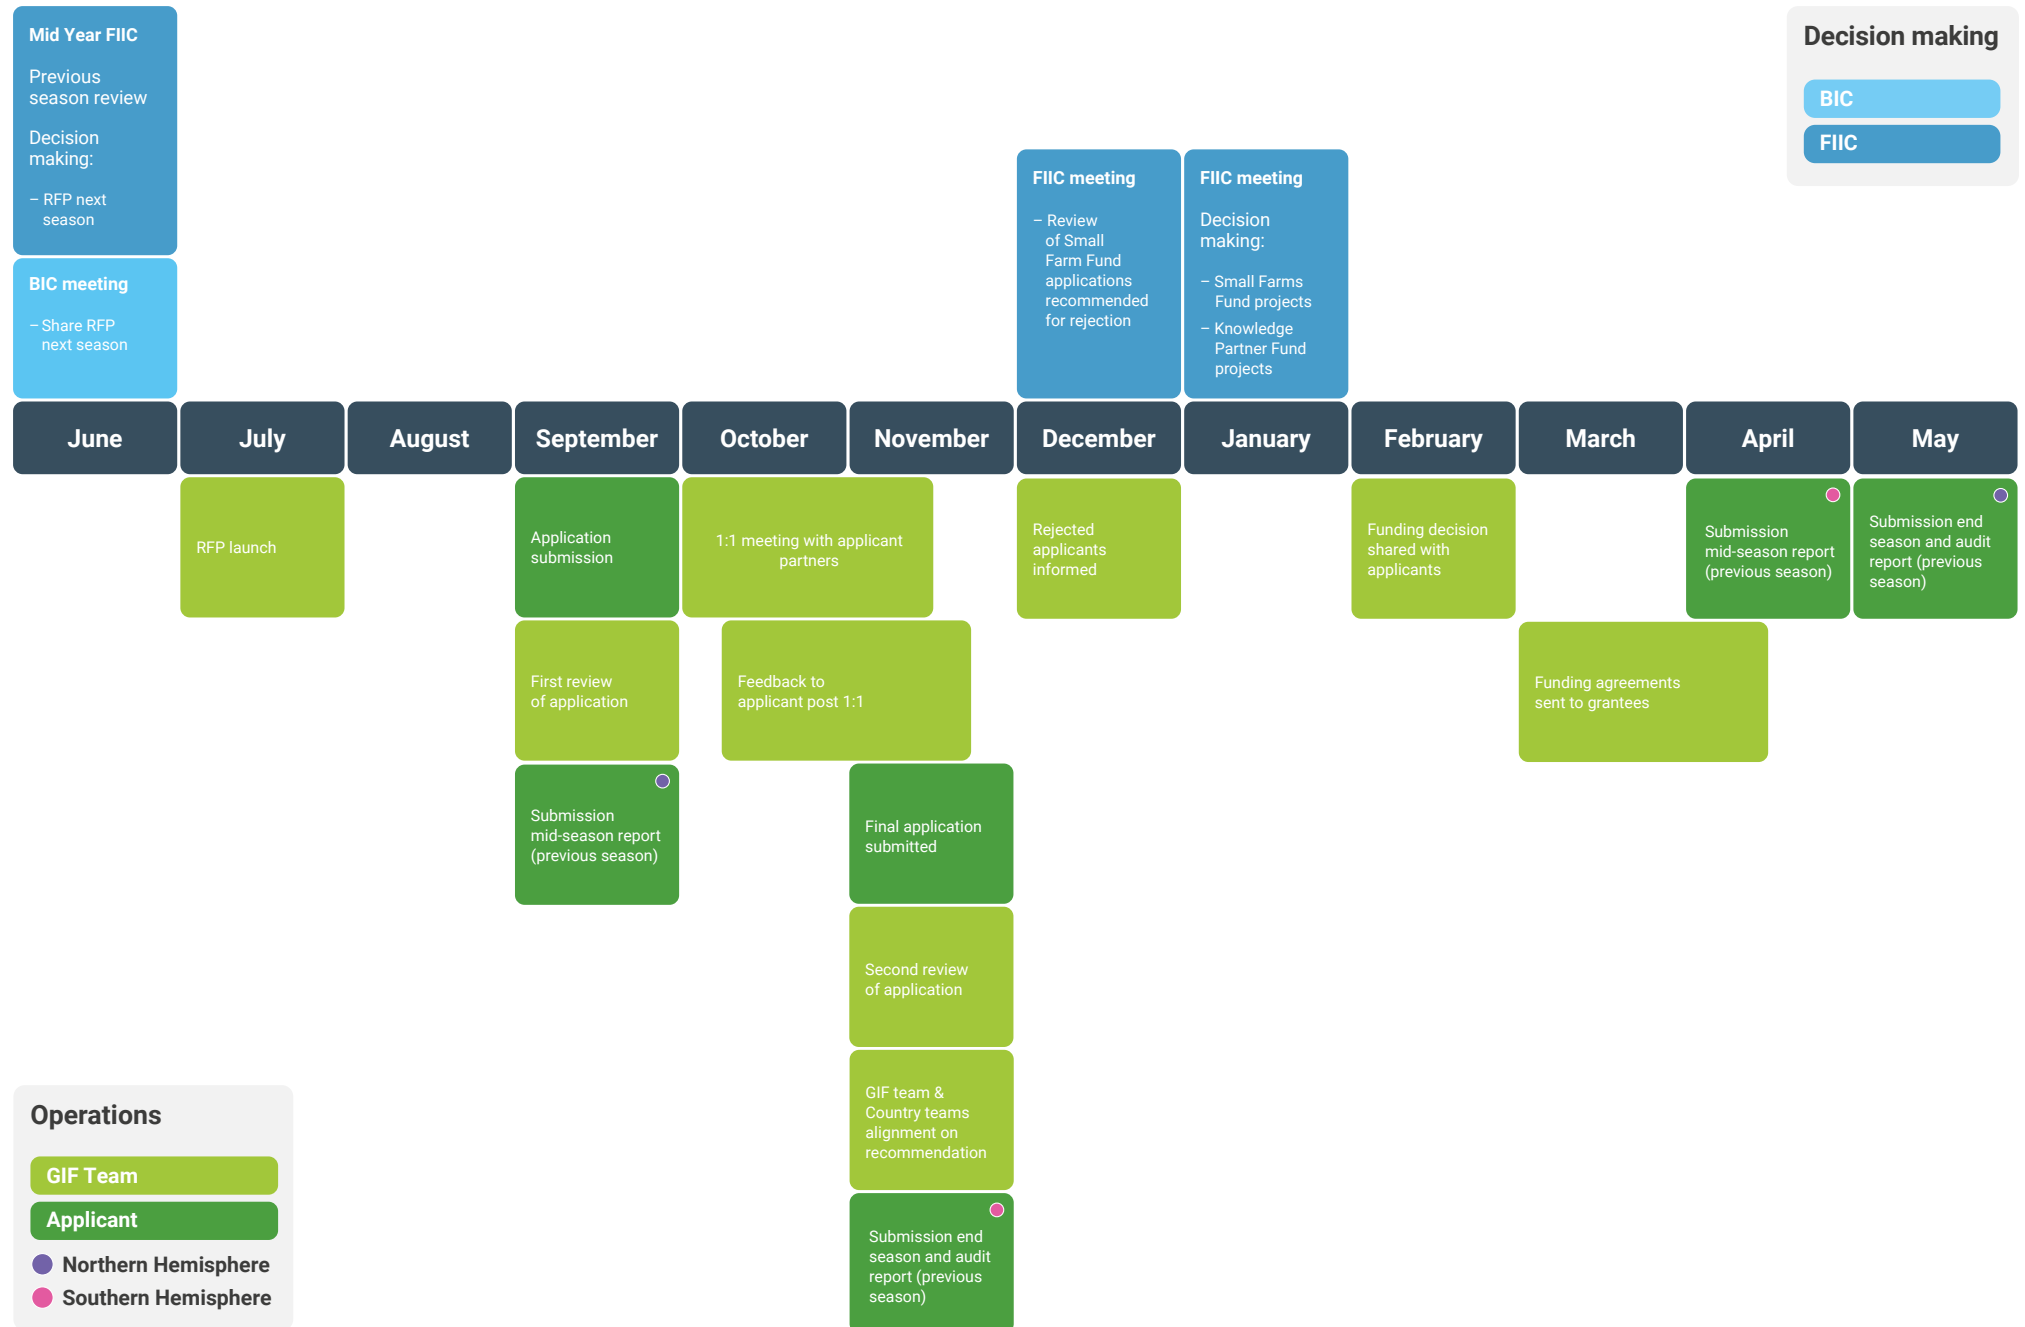 Mid Year FIIC
Previous
season review
Decision
making:
– RFP next
season
BIC meeting
– Share RFP
next season
Decision making
BIC
FIIC
FIIC meeting
– Review
of Small
Farm Fund
applications
recommended
for rejection
FIIC meeting
Decision
making:
– Small Farms
Fund projects
– Knowledge
Partner Fund
projects
June
July
August
September
October
November
December
January
February
March
April
May
RFP launch
Application
submission
First review
of application
Submission
mid-season report
(previous season)
1:1 meeting with applicant
partners
Feedback to
applicant post 1:1
Final application
submitted
Second review
of application
GIF team &
Country teams
alignment on
recommendation
Submission end
season and audit
report (previous
season)
Rejected
applicants
informed
Funding decision
shared with
applicants
Funding agreements
sent to grantees
Submission
mid-season report
(previous season)
Submission end
season and audit
report (previous
season)
Operations
GIF Team
Applicant
Northern Hemisphere
Southern Hemisphere